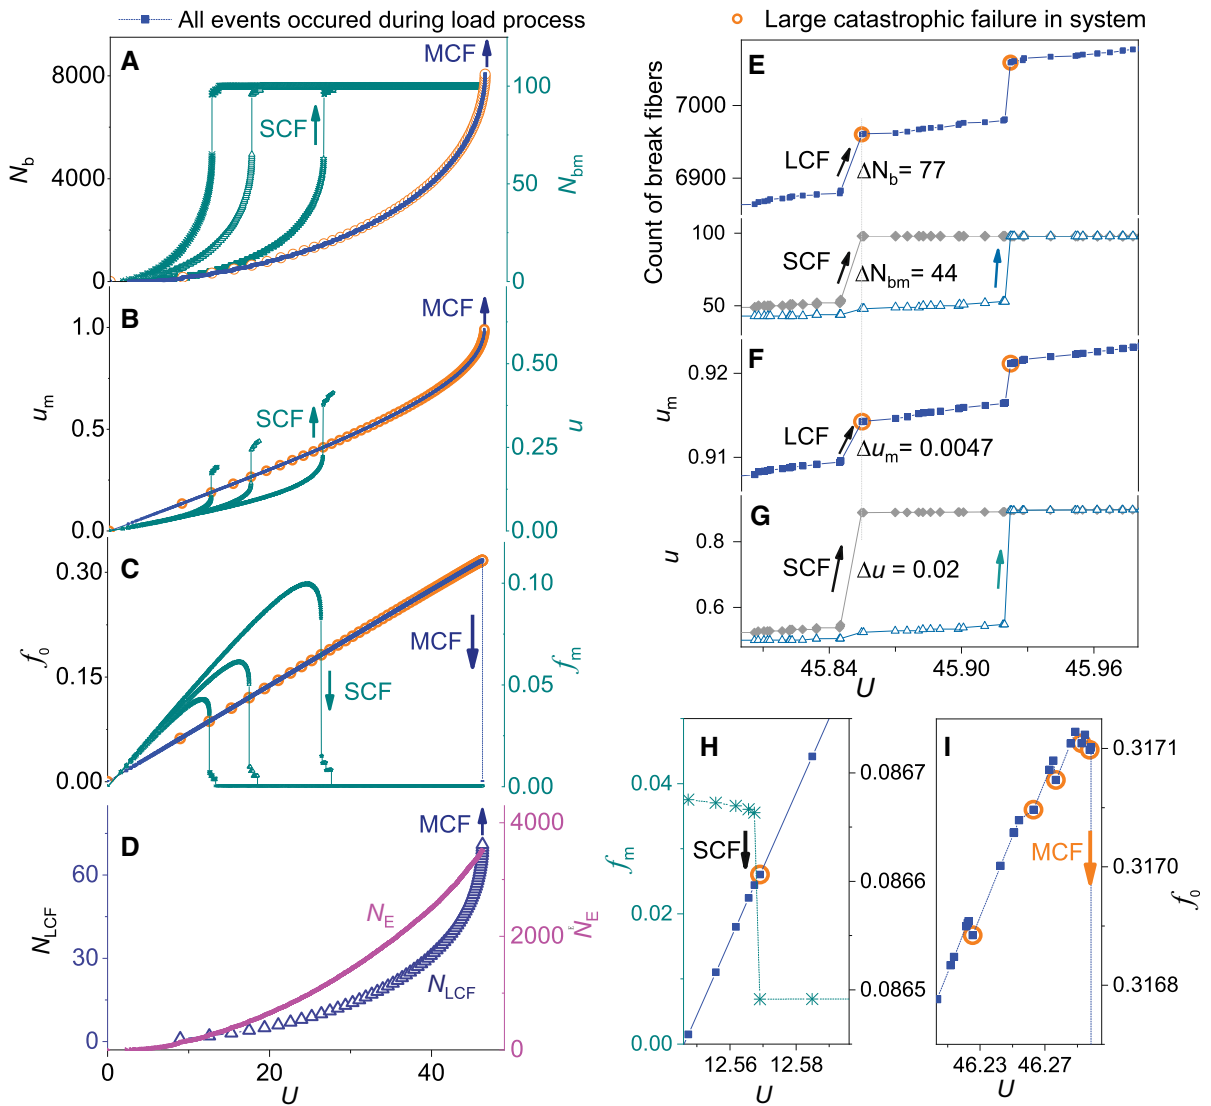 All events occured during load process
Large catastrophic failure in system
A
MCF
8000
4000
0
N_b
SCF
100
50
0
N_bm
B
MCF
1.0
0.5
0.0
u_m
SCF
0.50
0.25
0.00
u
C
0.30
0.15
0.00
f_0
MCF
SCF
0.10
0.05
0.00
f_m
D
MCF
60
30
0
N_LCF
N_E
N_LCF
4000
2000
0
N_E
0 20 40
U
E
7000
6900
Count of break fibers
LCF
ΔN_b= 77
100
50
SCF
ΔN_bm= 44
F
0.92
0.91
u_m
LCF
Δu_m= 0.0047
G
0.8
0.6
u
SCF
Δu = 0.02
45.84 45.90 45.96
U
H
0.04
0.02
0.00
f_m
SCF
0.0867
0.0866
0.0865
12.56 12.58
U
I
MCF
0.3171
0.3170
0.3168
f_0
46.23 46.27
U